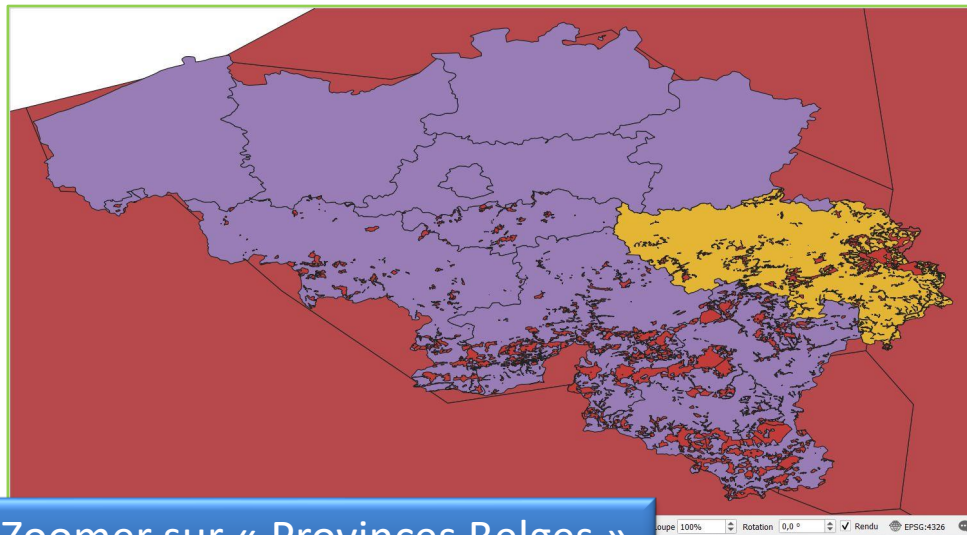 Zoomer sur « Provinces Belges »
oupe 100% Rotation 0,0 ° Rendu EPSG:4326